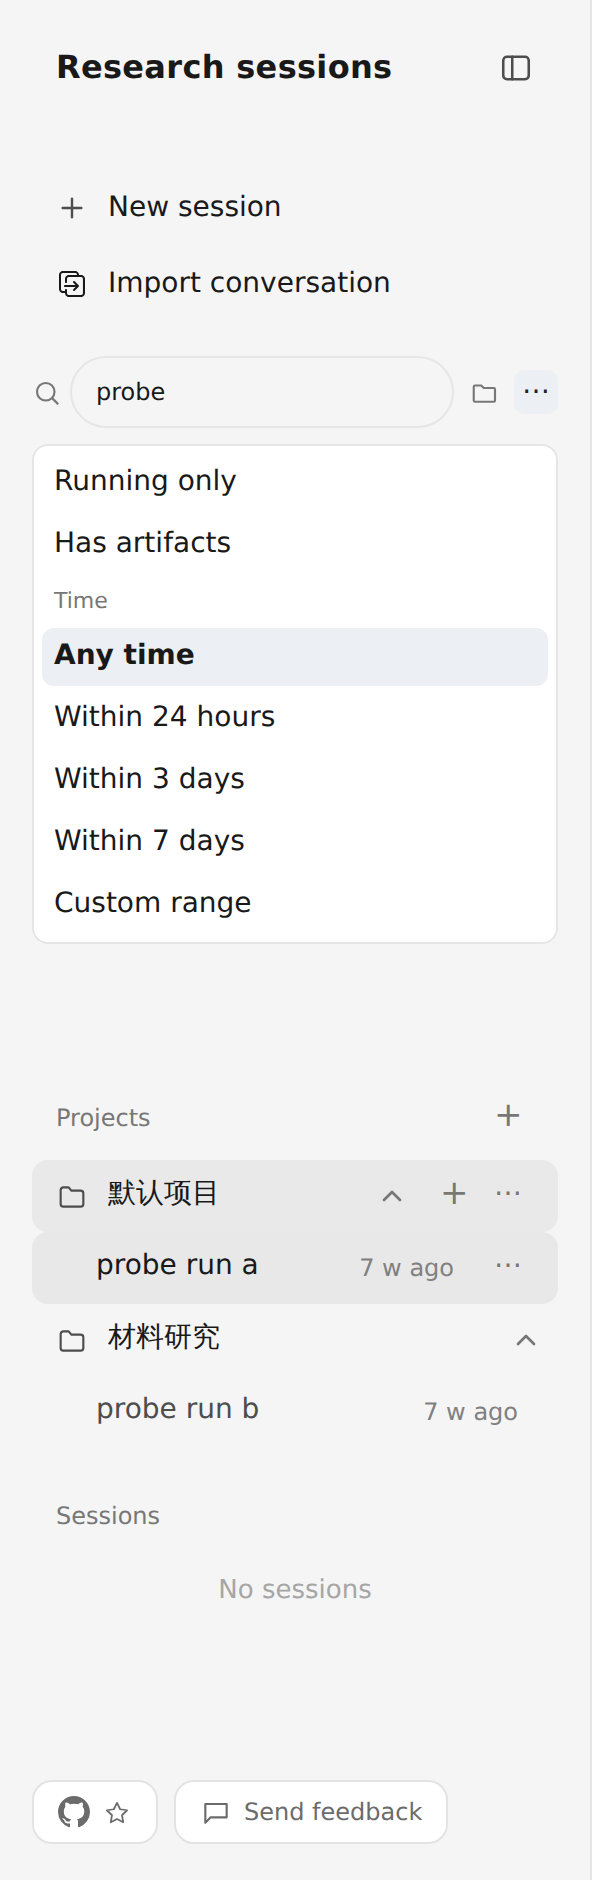 Research sessions
New session
Import conversation
probe
Running only
Has artifacts
Time
Any time
Within 24 hours
Within 3 days
Within 7 days
Custom range
Projects
默认项目
probe run a 7 w ago
材料研究
probe run b 7 w ago
Sessions
No sessions
Send feedback